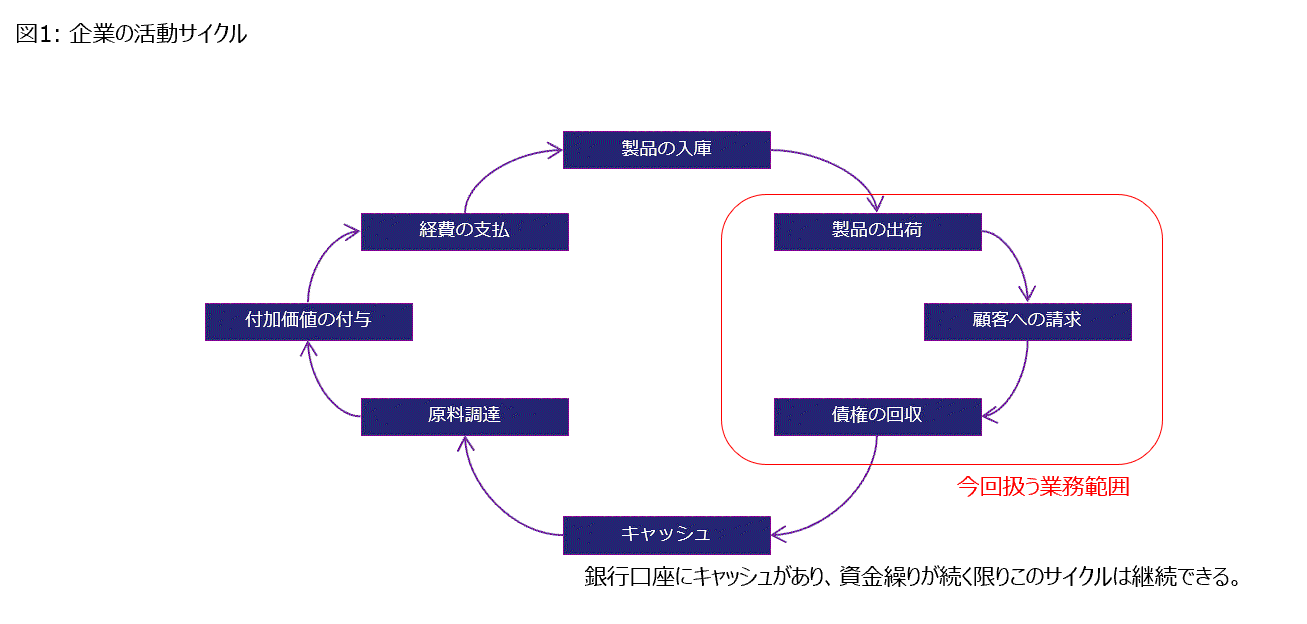 図1: 企業の活動サイクル
製品の入庫
経費の支払
製品の出荷
付加価値の付与
顧客への請求
原料調達
債権の回収
今回扱う業務範囲
キャッシュ
銀行口座にキャッシュがあり、資金繰りが続く限りこのサイクルは継続できる。